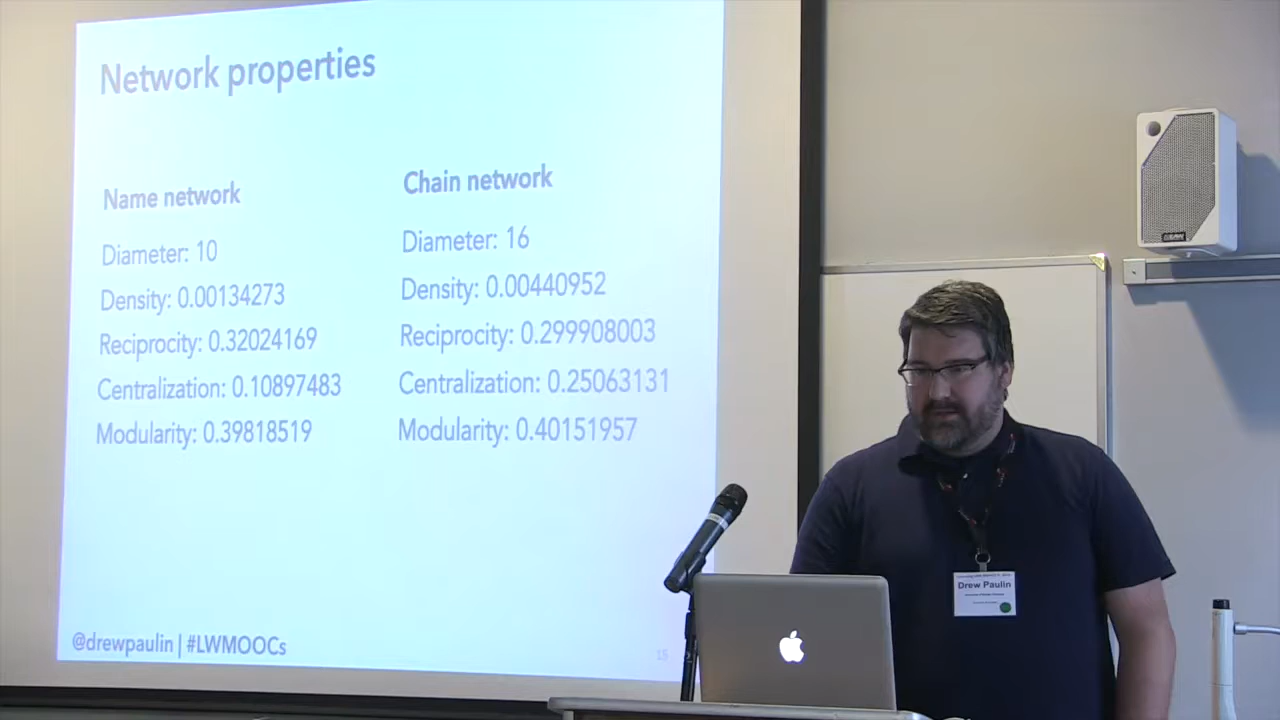 Network properties
Name network
Diameter: 10
Density: 0.00134273
Reciprocity: 0.32024169
Centralization: 0.10897483
Modularity: 0.39818519
Chain network
Diameter: 16
Density: 0.00440952
Reciprocity: 0.299908003
Centralization: 0.25063131
Modularity: 0.40151957
@drewpaulin | #LWMOOCs
15
Drew Paulin